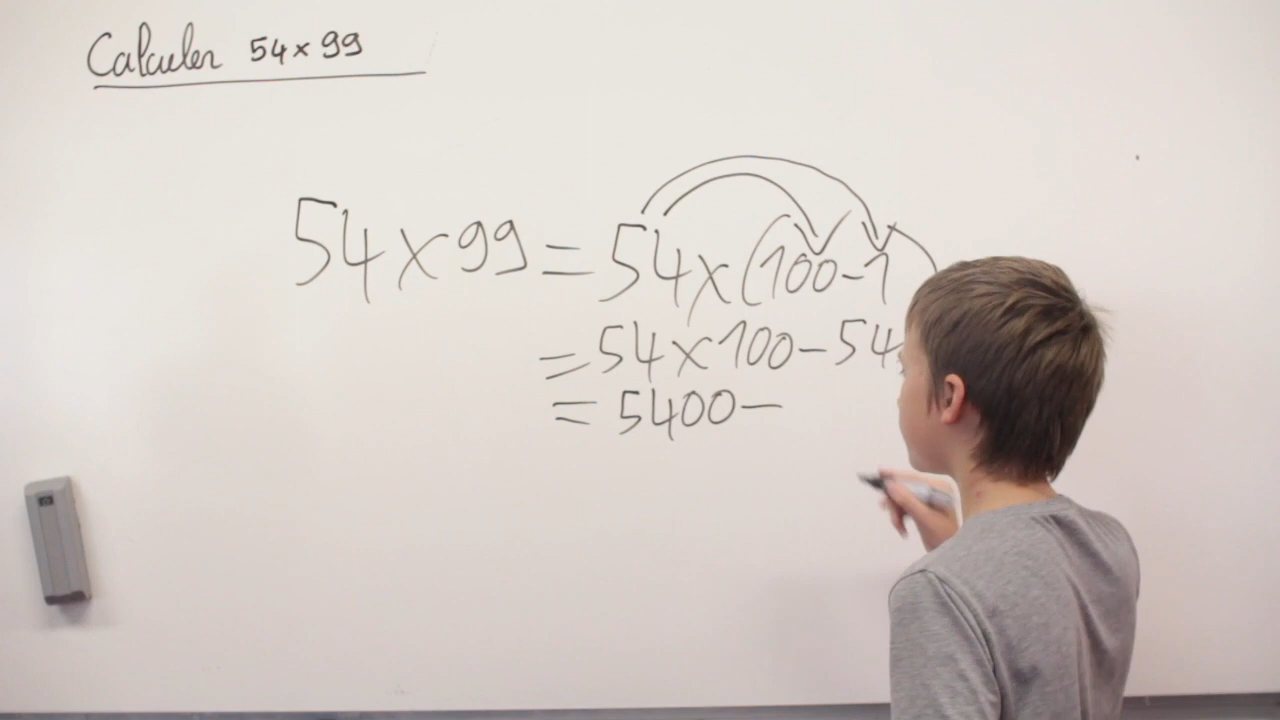 Calculer 54 x 99
54 x 99 = 54 x (100 - 1
= 54 x 100 - 54
= 5400 -